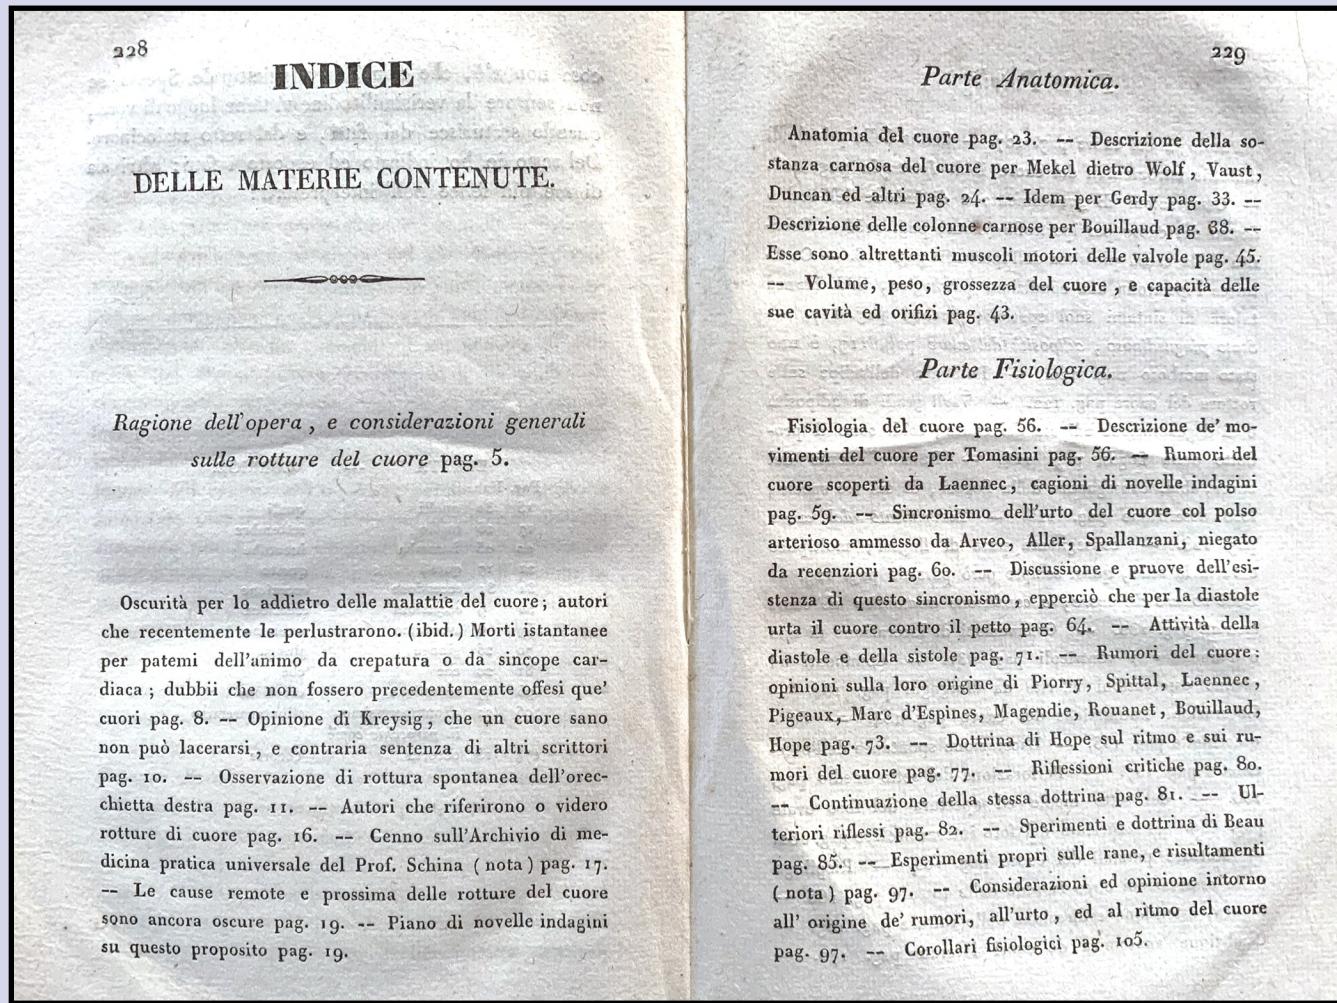 228
INDICE
DELLE MATERIE CONTENUTE.
Ragione dell'opera , e considerazioni generali
sulle rotture del cuore pag. 5.
Oscurità per lo addietro delle malattie del cuore ; autori
che recentemente le perlustrarono. (ibid.) Morti istantanee
per patemi dell'animo da crepatura o da sincope car-
diaca ; dubbii che non fossero precedentemente offesi que'
cuori pag. 8. -- Opinione di Kreysig , che un cuore sano
non può lacerarsi , e contraria sentenza di altri scrittori
pag. 10. -- Osservazione di rottura spontanea dell'orec-
chietta destra pag. 11. -- Autori che riferirono o videro
rotture di cuore pag. 16. -- Cenno sull'Archivio di me-
dicina pratica universale del Prof. Schina ( nota ) pag. 17.
-- Le cause remote e prossima delle rotture del cuore
sono ancora oscure pag. 19. -- Piano di novelle indagini
su questo proposito pag. 19.
229
Parte Anatomica.
Anatomia del cuore pag. 23. -- Descrizione della so-
stanza carnosa del cuore per Mekel dietro Wolf , Vaust ,
Duncan ed altri pag. 24. -- Idem per Gerdy pag. 33. --
Descrizione delle colonne carnose per Bouillaud pag. 38. --
Esse sono altrettanti muscoli motori delle valvole pag. 45.
-- Volume, peso, grossezza del cuore , e capacità delle
sue cavità ed orifizi pag. 43.
Parte Fisiologica.
Fisiologia del cuore pag. 56. -- Descrizione de' mo-
vimenti del cuore per Tomasini pag. 56. -- Rumori del
cuore scoperti da Laennec , cagioni di novelle indagini
pag. 59. -- Sincronismo dell'urto del cuore col polso
arterioso ammesso da Arveo, Aller, Spallanzani, niegato
da recenziori pag. 60. -- Discussione e pruove dell'esi-
stenza di questo sincronismo , epperciò che per la diastole
urta il cuore contro il petto pag. 64. -- Attività della
diastole e della sistole pag. 71. -- Rumori del cuore :
opinioni sulla loro origine di Piorry, Spittal, Laennec ,
Pigeaux, Marc d'Espines, Magendie, Rouanet, Bouillaud,
Hope pag. 73. -- Dottrina di Hope sul ritmo e sui ru-
mori del cuore pag. 77. -- Riflessioni critiche pag. 80.
-- Continuazione della stessa dottrina pag. 81. -- Ul-
teriori riflessi pag. 82. -- Sperimenti e dottrina di Beau
pag. 85. -- Esperimenti propri sulle rane, e risultamenti
( nota ) pag. 97. -- Considerazioni ed opinione intorno
all' origine de' rumori, all'urto , ed al ritmo del cuore
pag. 97. -- Corollari fisiologici pag. 105.